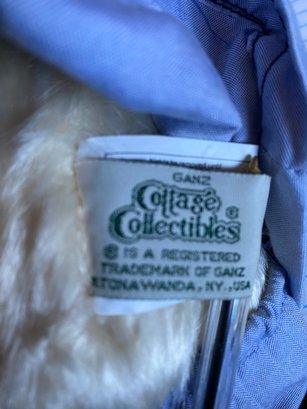 GANZ
Cottage
Collectibles®
® IS A REGISTERED
TRADEMARK OF GANZ
TONAWANDA, NY., USA